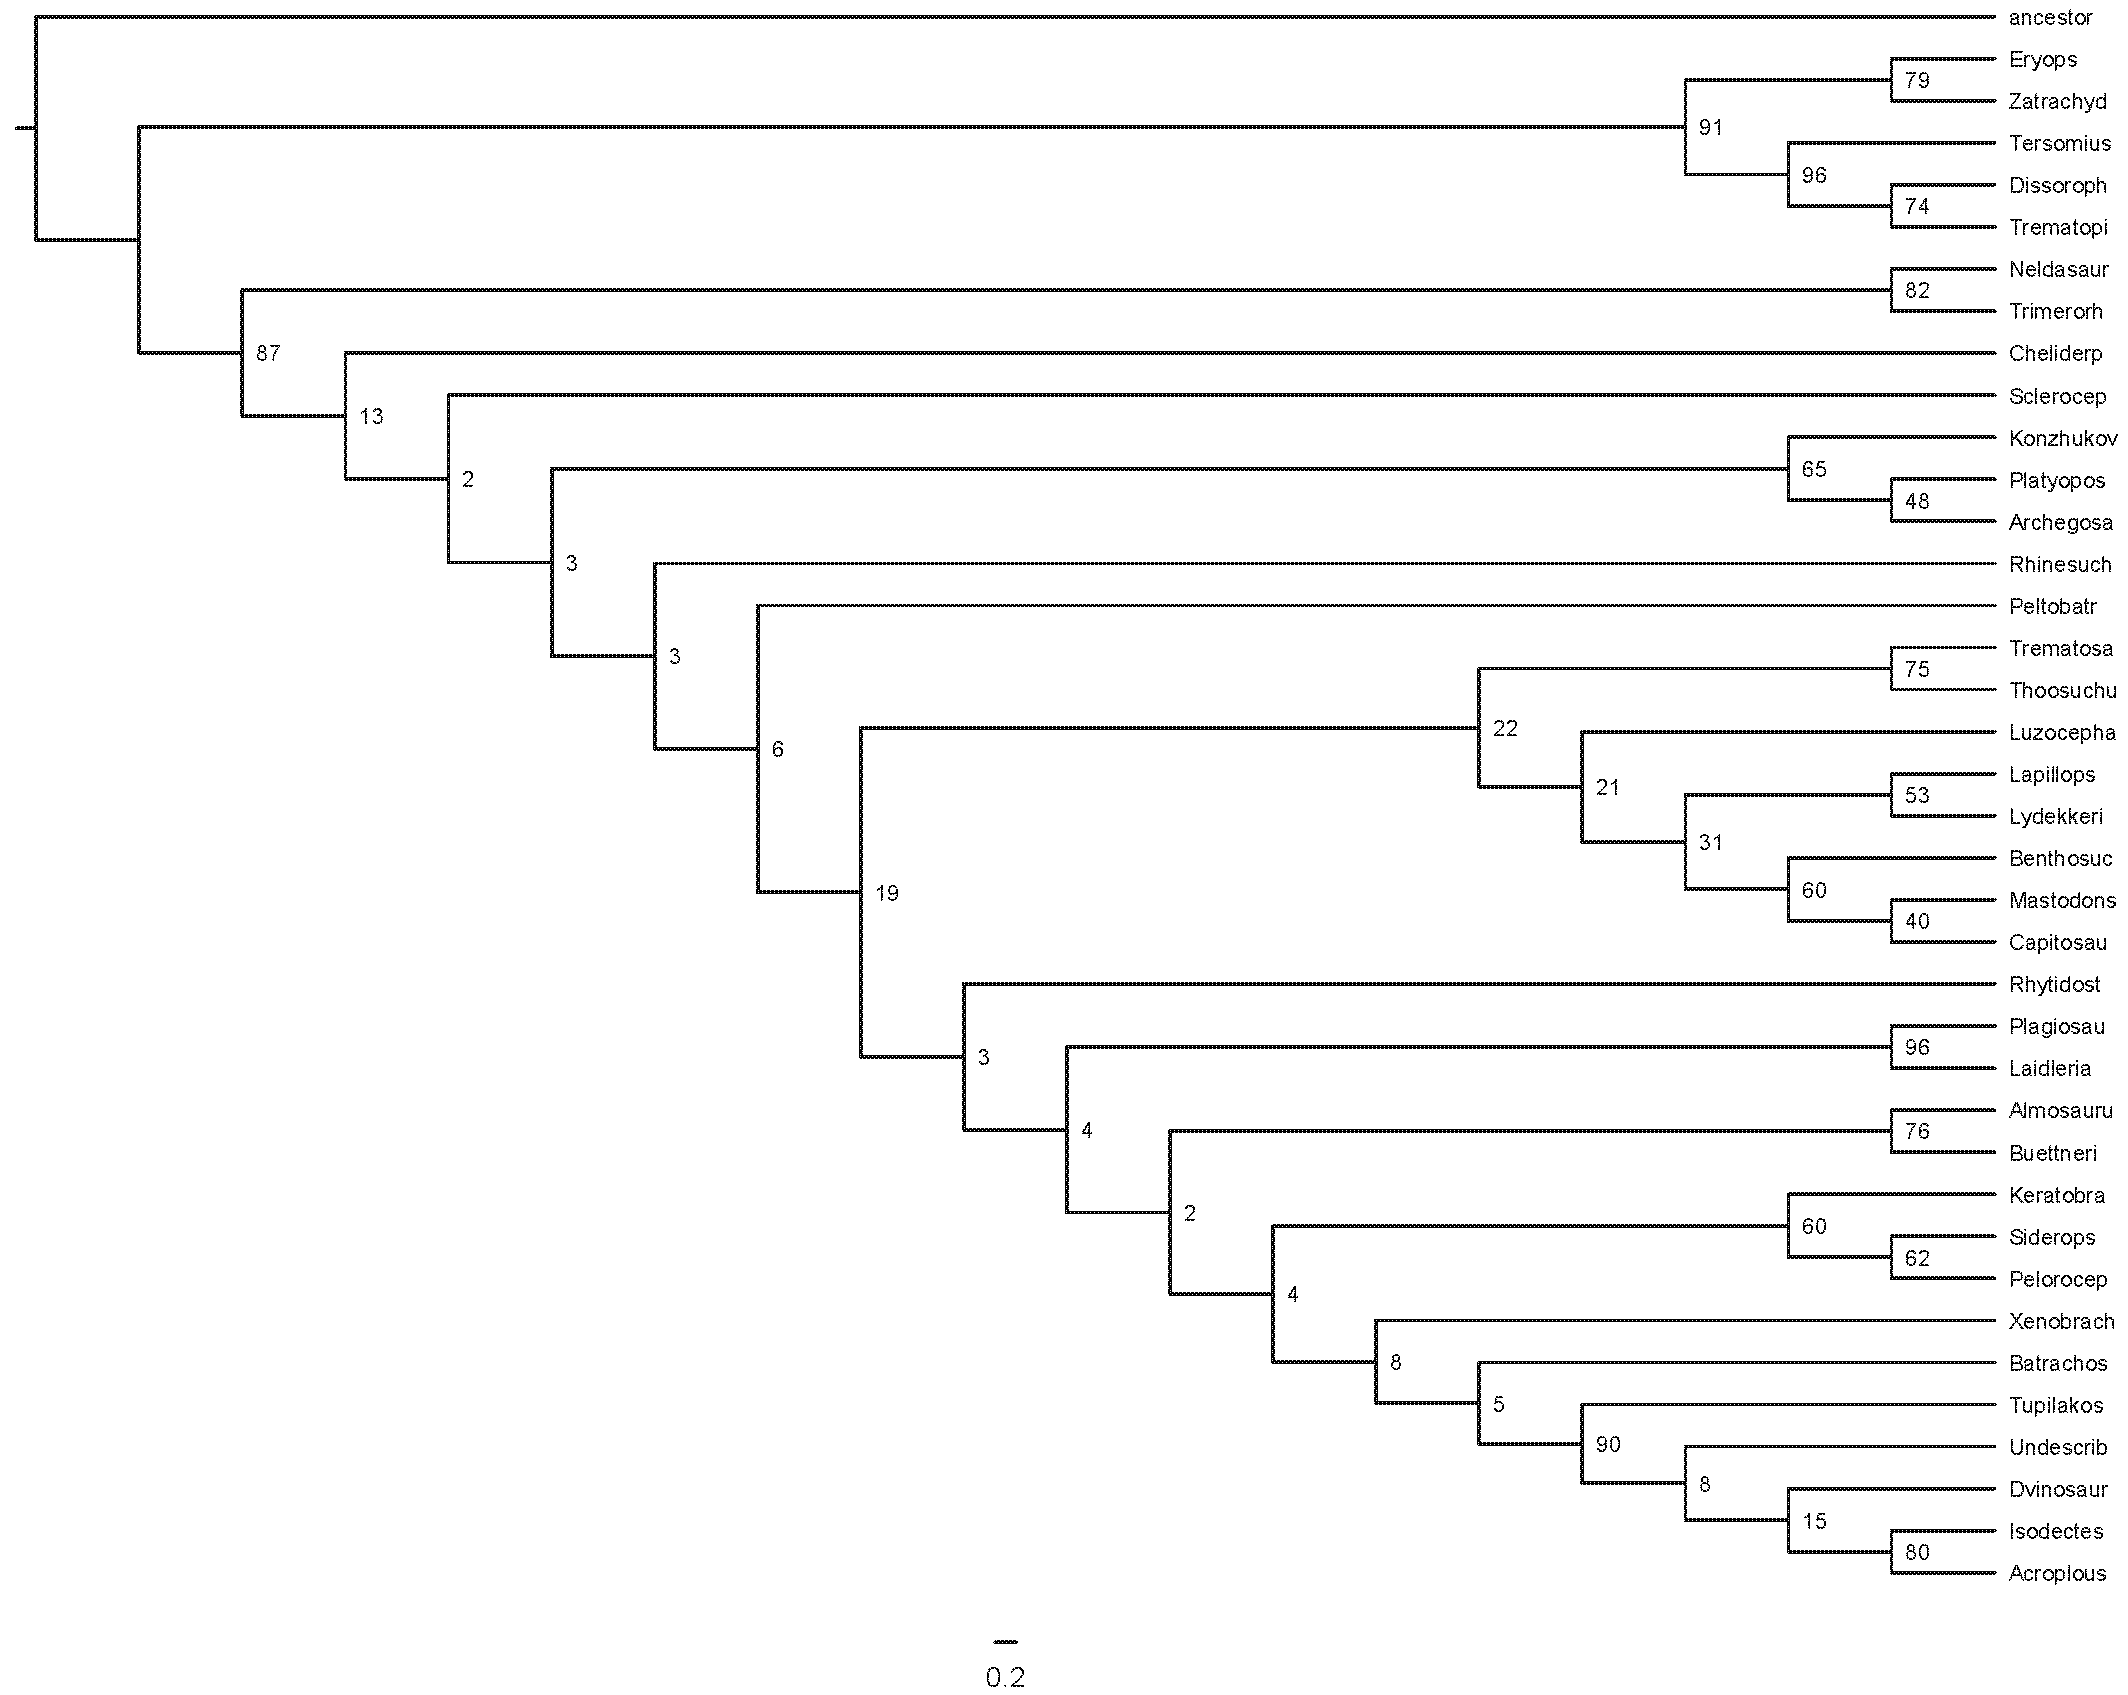 ancestor
Eryops
79
Zatrachyd
91
Tersomius
96
Dissoroph
74
Trematopi
Neldasaur
82
Trimerorh
87
Cheliderp
Sclerocep
13
Konzhukov
65
2
Platyopos
48
Archegosa
3
Rhinesuch
Peltobatr
3
Trematosa
75
Thoosuchu
22
Luzocepha
6
Lapillops
21
53
Lydekkeri
31
Benthosuc
60
19
Mastodons
40
Capitosau
Rhytidost
Plagiosau
96
3
Laidleria
Almosauru
76
4
Buettneri
Keratobra
2
60
Siderops
62
Pelorocep
4
Xenobrach
8
Batrachos
5
Tupilakos
90
Undescrib
8
Dvinosaur
15
Isodectes
80
Acroplous
0.2